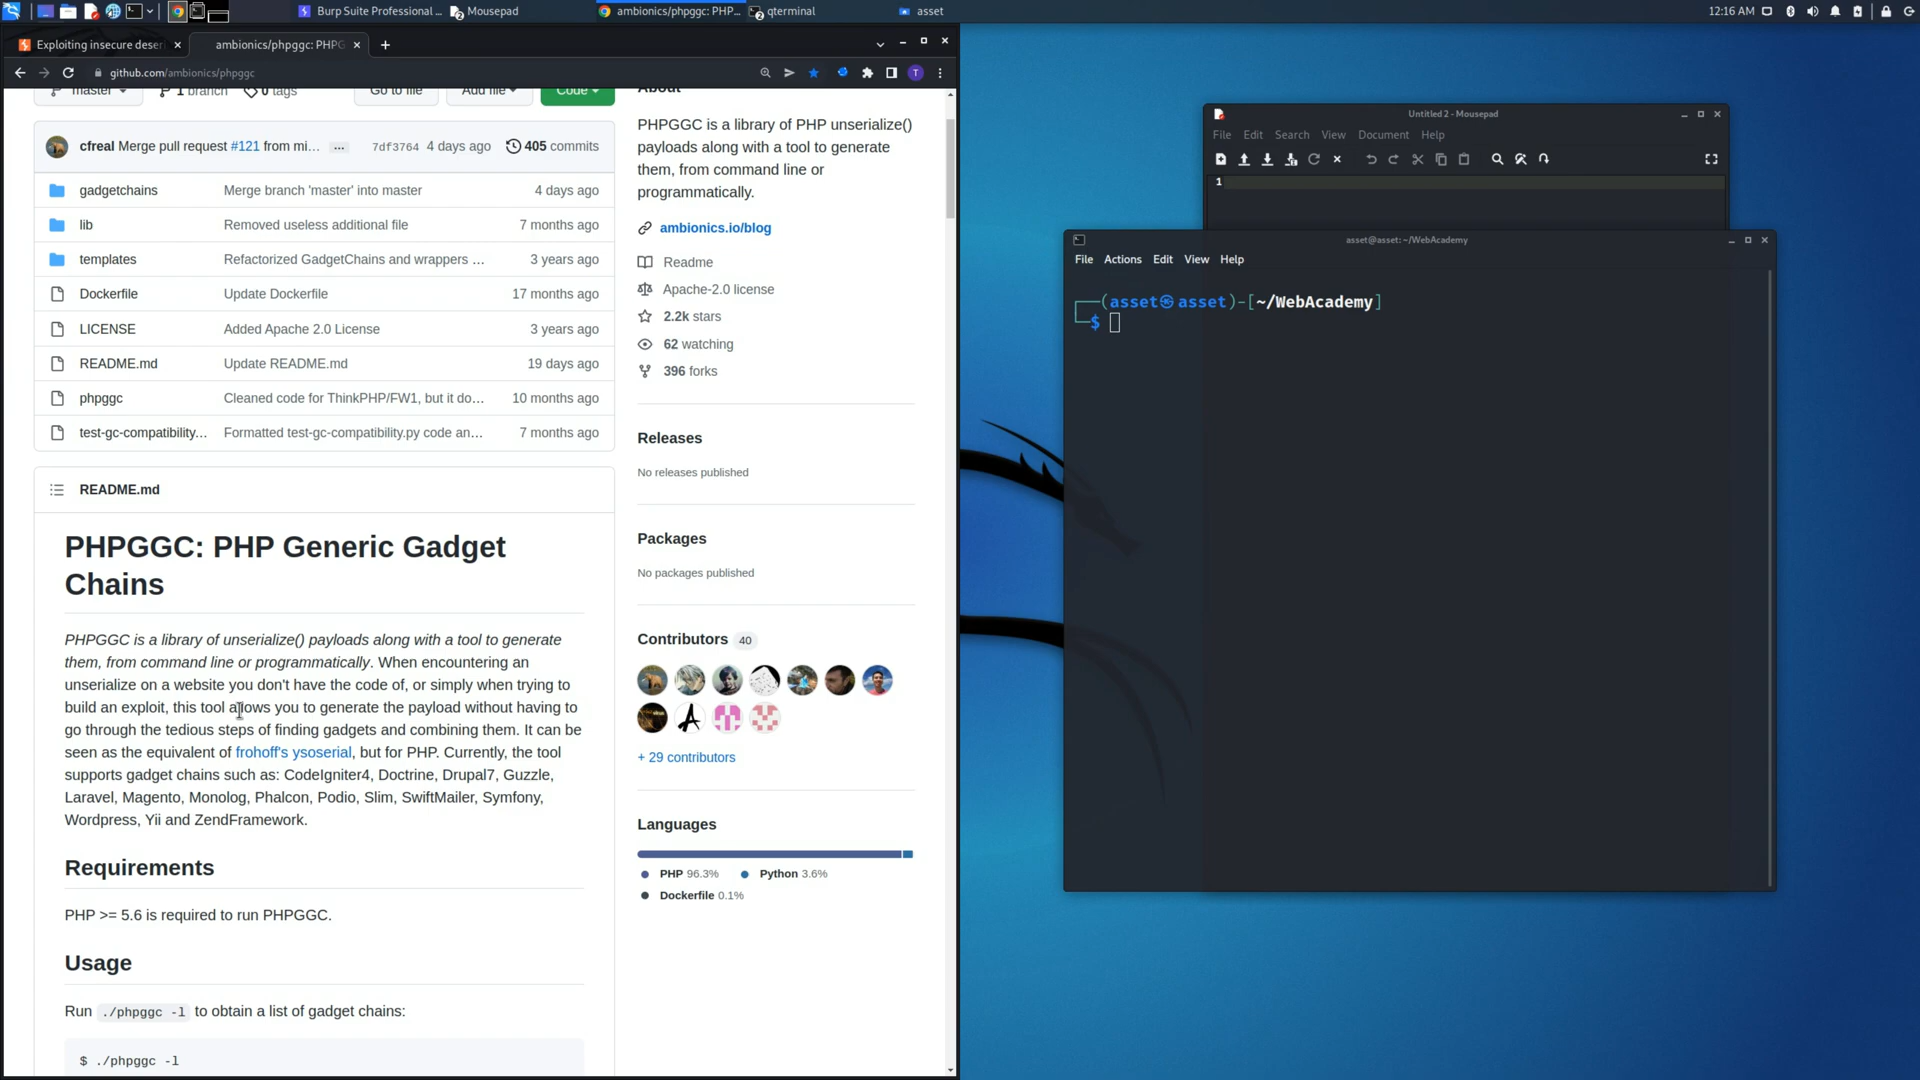 Burp Suite Professional ...
Mousepad
ambionics/phpggc: PHP...
qterminal
asset
12:16 AM
Exploiting insecure deser
ambionics/phpggc: PHPG
github.com/ambionics/phpggc
master
1 branch
0 tags
Go to file
Add file
Code
About
cfreal Merge pull request #121 from mi... ... 7df3764 4 days ago 405 commits
gadgetchains Merge branch 'master' into master 4 days ago
lib Removed useless additional file 7 months ago
templates Refactorized GadgetChains and wrappers ... 3 years ago
Dockerfile Update Dockerfile 17 months ago
LICENSE Added Apache 2.0 License 3 years ago
README.md Update README.md 19 days ago
phpggc Cleaned code for ThinkPHP/FW1, but it do... 10 months ago
test-gc-compatibility... Formatted test-gc-compatibility.py code an... 7 months ago
README.md
PHPGGC: PHP Generic Gadget
Chains
PHPGGC is a library of unserialize() payloads along with a tool to generate
them, from command line or programmatically. When encountering an
unserialize on a website you don't have the code of, or simply when trying to
build an exploit, this tool allows you to generate the payload without having to
go through the tedious steps of finding gadgets and combining them. It can be
seen as the equivalent of frohoff's ysoserial, but for PHP. Currently, the tool
supports gadget chains such as: CodeIgniter4, Doctrine, Drupal7, Guzzle,
Laravel, Magento, Monolog, Phalcon, Podio, Slim, SwiftMailer, Symfony,
Wordpress, Yii and ZendFramework.
Requirements
PHP >= 5.6 is required to run PHPGGC.
Usage
Run ./phpggc -l to obtain a list of gadget chains:
$ ./phpggc -l
PHPGGC is a library of PHP unserialize()
payloads along with a tool to generate
them, from command line or
programmatically.
ambionics.io/blog
Readme
Apache-2.0 license
2.2k stars
62 watching
396 forks
Releases
No releases published
Packages
No packages published
Contributors 40
+ 29 contributors
Languages
PHP 96.3% Python 3.6%
Dockerfile 0.1%
Untitled 2 - Mousepad
File Edit Search View Document Help
1
asset@asset: ~/WebAcademy
File Actions Edit View Help
(asset㉿asset)-[~/WebAcademy]
$